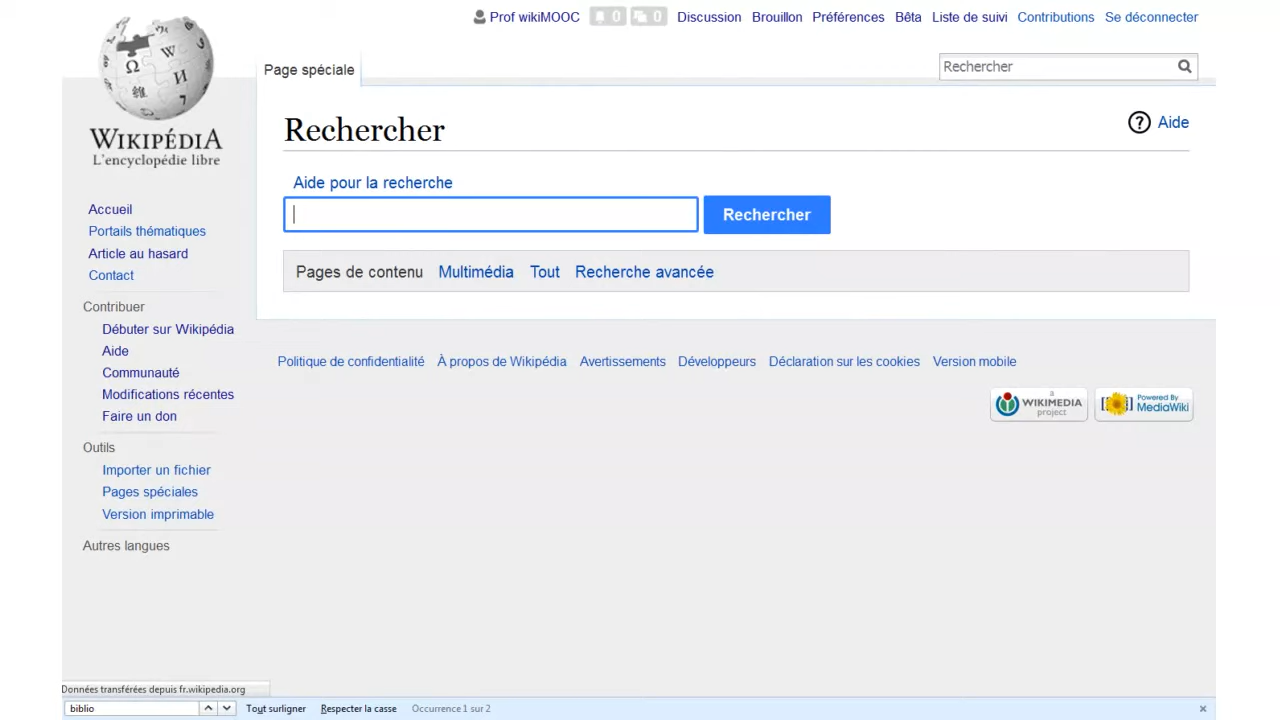 Prof wikiMOOC 0 0 Discussion Brouillon Préférences Bêta Liste de suivi Contributions Se déconnecter
Page spéciale
Rechercher
WIKIPÉDIA
L'encyclopédie libre
Rechercher
Aide
Aide pour la recherche
Rechercher
Pages de contenu Multimédia Tout Recherche avancée
Accueil
Portails thématiques
Article au hasard
Contact
Contribuer
Débuter sur Wikipédia
Aide
Communauté
Modifications récentes
Faire un don
Outils
Importer un fichier
Pages spéciales
Version imprimable
Autres langues
Politique de confidentialité À propos de Wikipédia Avertissements Développeurs Déclaration sur les cookies Version mobile
a
WIKIMEDIA
project
Powered By
MediaWiki
Données transférées depuis fr.wikipedia.org
biblio Tout surligner Respecter la casse Occurrence 1 sur 2